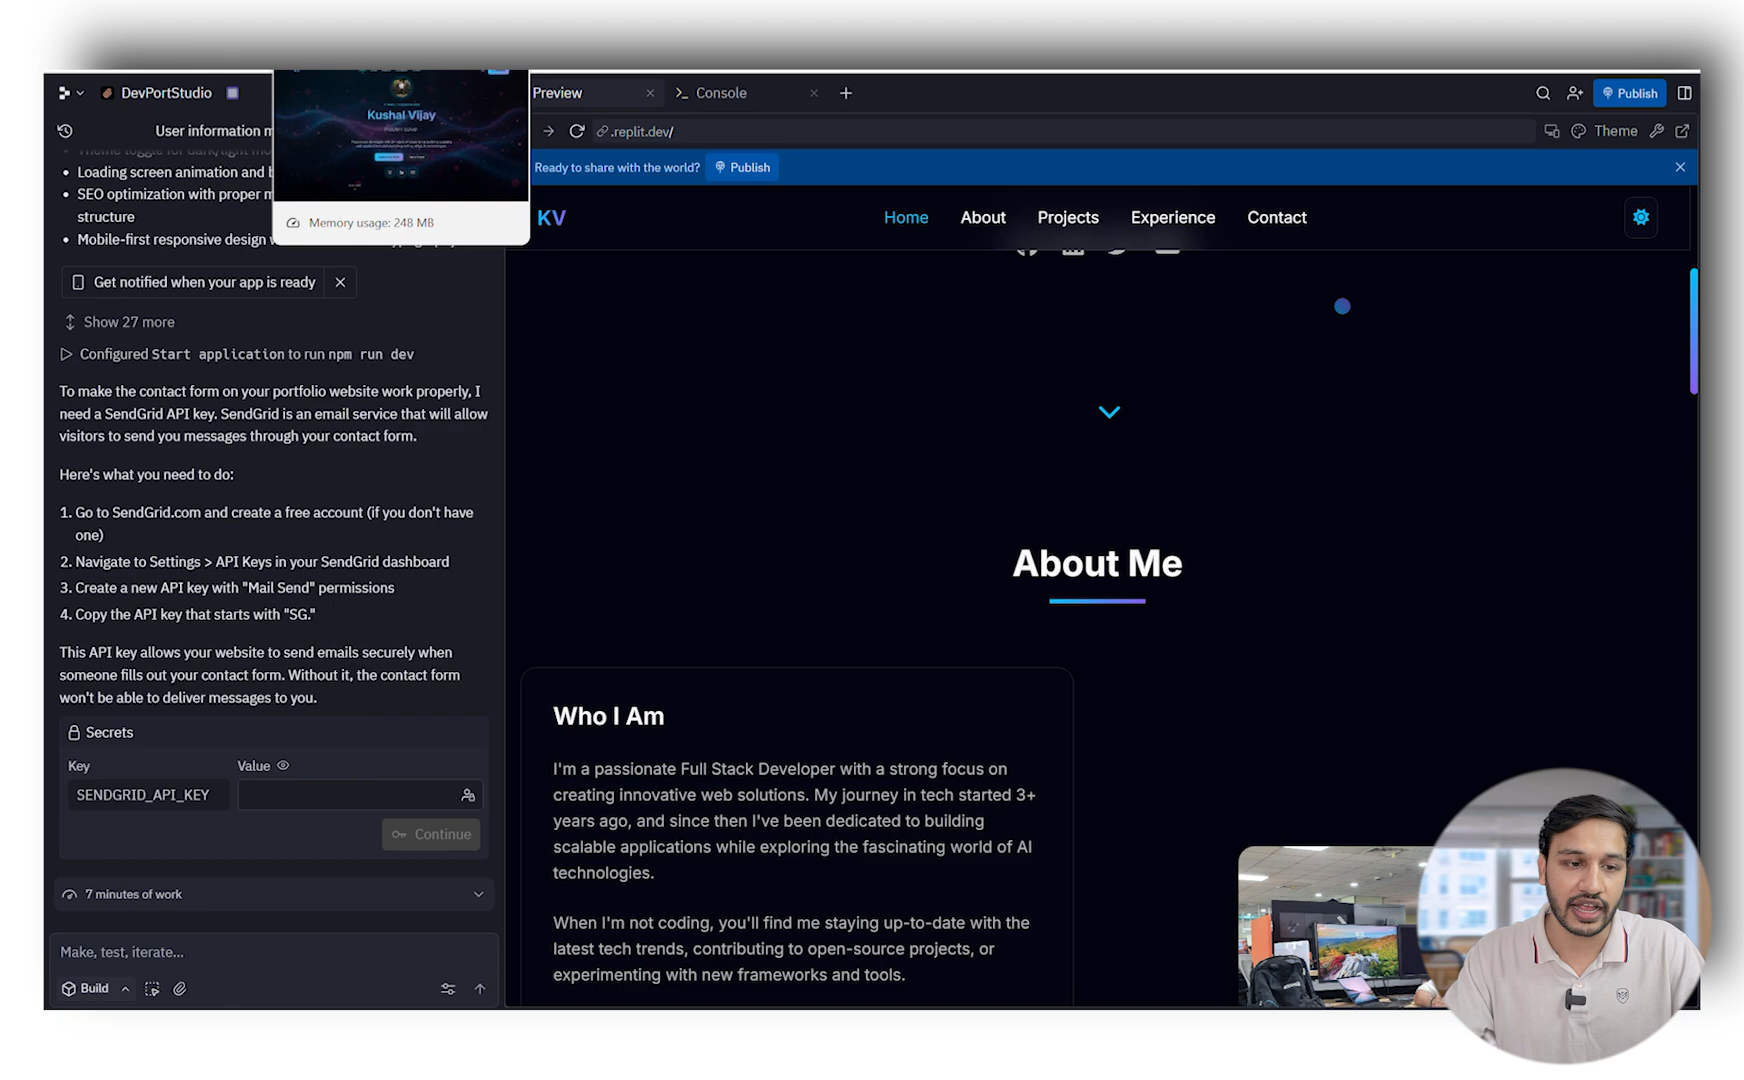 DevPortStudio
User information m
Loading screen animation and b
SEO optimization with proper m
structure
Mobile-first responsive design
Get notified when your app is ready
Show 27 more
Configured Start application to run npm run dev
To make the contact form on your portfolio website work properly, I
need a SendGrid API key. SendGrid is an email service that will allow
visitors to send you messages through your contact form.
Here's what you need to do:
1. Go to SendGrid.com and create a free account (if you don't have
one)
2. Navigate to Settings > API Keys in your SendGrid dashboard
3. Create a new API key with "Mail Send" permissions
4. Copy the API key that starts with "SG."
This API key allows your website to send emails securely when
someone fills out your contact form. Without it, the contact form
won't be able to deliver messages to you.
Secrets
Key Value
SENDGRID_API_KEY
Continue
7 minutes of work
Make, test, iterate...
Build
Kushal Vijay
Memory usage: 248 MB
Preview
Console
Publish
.replit.dev/
Theme
Ready to share with the world? Publish
KV Home About Projects Experience Contact
About Me
Who I Am
I'm a passionate Full Stack Developer with a strong focus on
creating innovative web solutions. My journey in tech started 3+
years ago, and since then I've been dedicated to building
scalable applications while exploring the fascinating world of AI
technologies.
When I'm not coding, you'll find me staying up-to-date with the
latest tech trends, contributing to open-source projects, or
experimenting with new frameworks and tools.